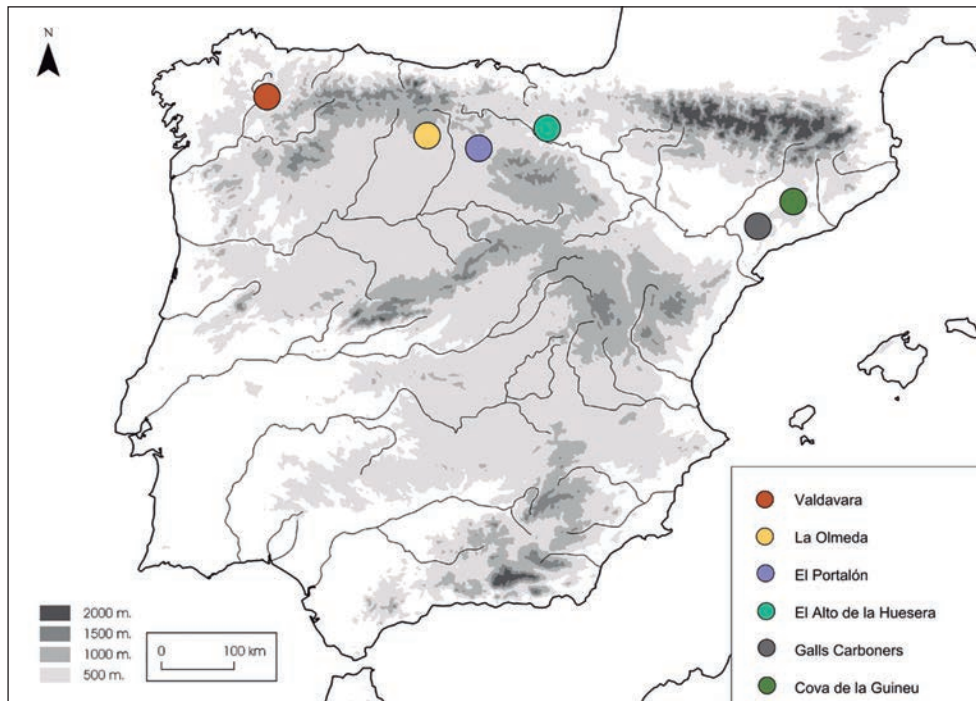 N
Valdavara
La Olmeda
El Portalón
El Alto de la Huesera
Galls Carboners
Cova de la Guineu
2000 m.
1500 m.
1000 m.
500 m.
0 100 km